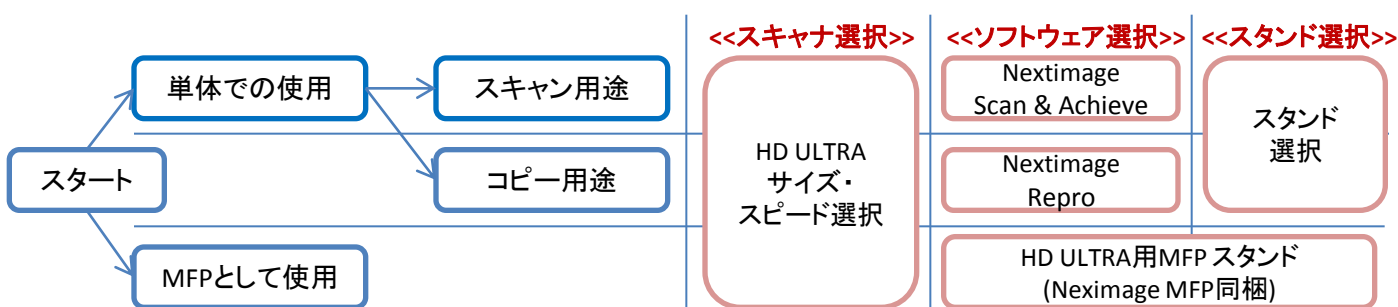 <<スキャナ選択>>
<<ソフトウェア選択>>
<<スタンド選択>>
単体での使用
スキャン用途
スタート
コピー用途
MFPとして使用
HD ULTRA
サイズ・
スピード選択
Nextimage
Scan & Achieve
Nextimage
Repro
スタンド
選択
HD ULTRA用MFP スタンド
(Neximage MFP同梱)